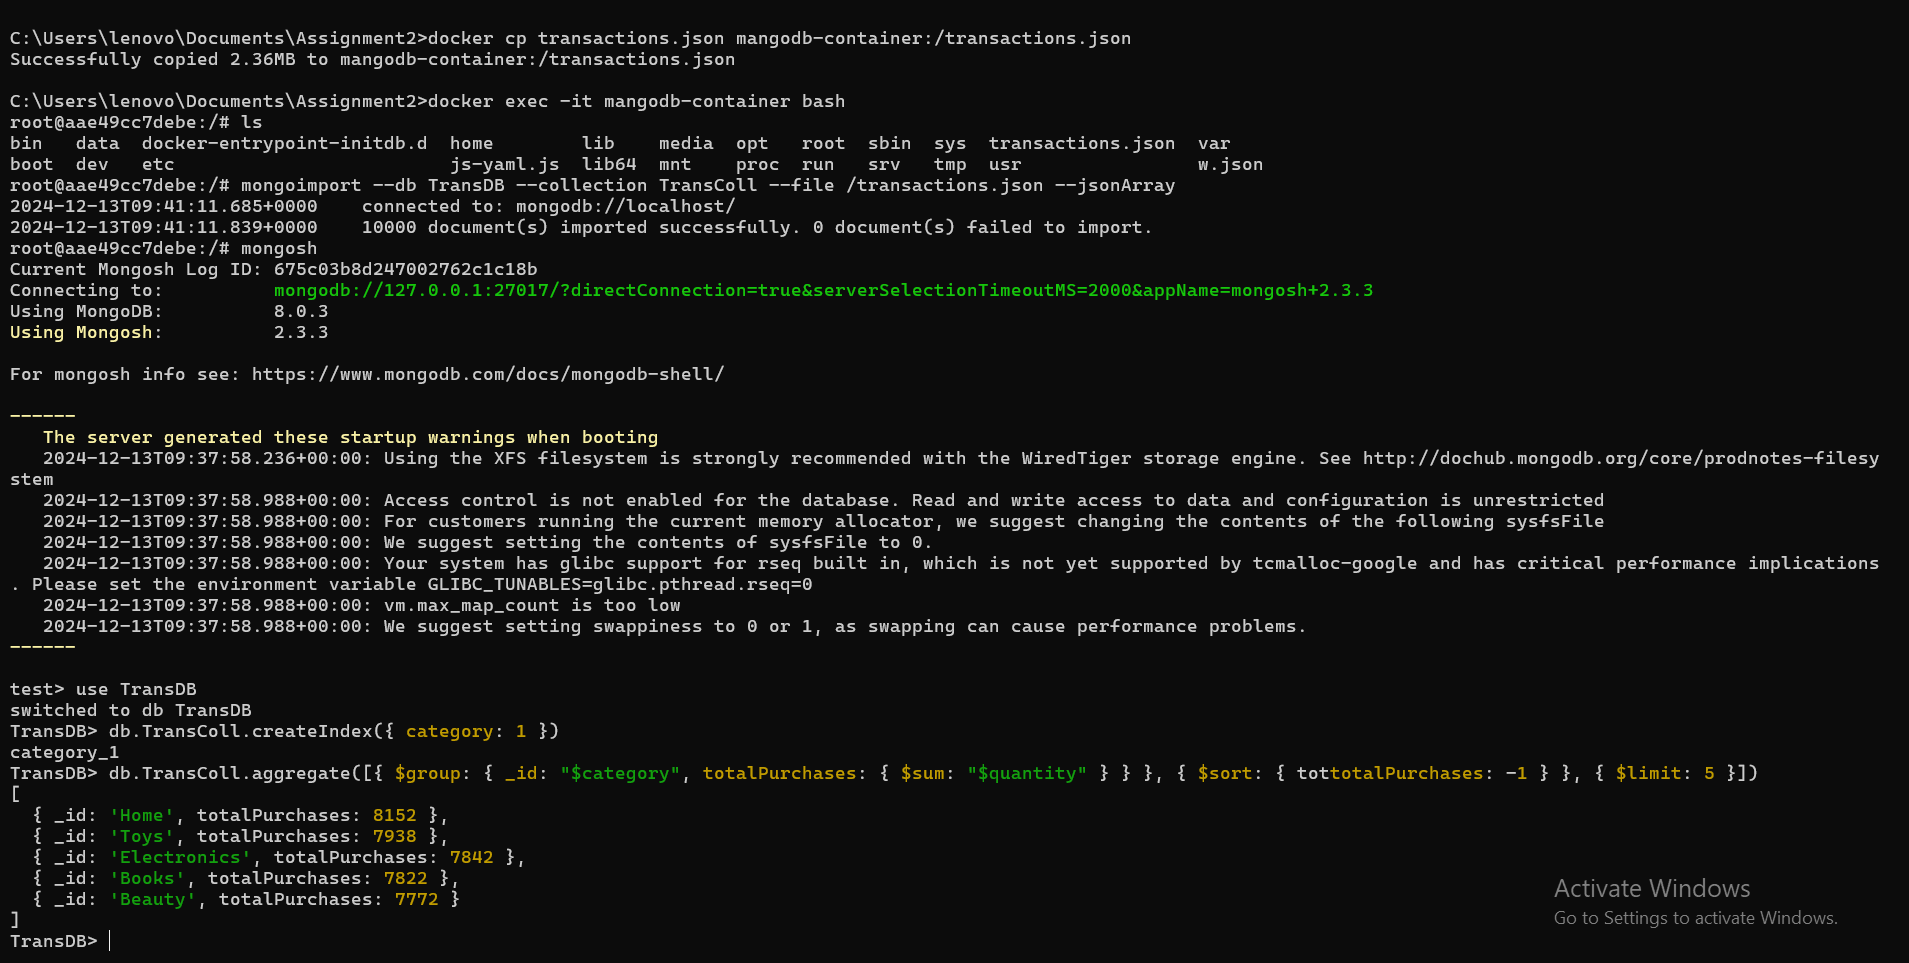 C:\Users\lenovo\Documents\Assignment2>docker cp transactions.json mangodb-container:/transactions.json
Successfully copied 2.36MB to mangodb-container:/transactions.json
C:\Users\lenovo\Documents\Assignment2>docker exec -it mangodb-container bash
root@aae49cc7debe:/# ls
bin   data  docker-entrypoint-initdb.d  home        lib    media  opt   root  sbin  sys  transactions.json  var
boot  dev   etc                         js-yaml.js  lib64  mnt    proc  run   srv   tmp  usr                w.json
root@aae49cc7debe:/# mongoimport --db TransDB --collection TransColl --file /transactions.json --jsonArray
2024-12-13T09:41:11.685+0000    connected to: mongodb://localhost/
2024-12-13T09:41:11.839+0000    10000 document(s) imported successfully. 0 document(s) failed to import.
root@aae49cc7debe:/# mongosh
Current Mongosh Log ID: 675c03b8d247002762c1c18b
Connecting to:          mongodb://127.0.0.1:27017/?directConnection=true&serverSelectionTimeoutMS=2000&appName=mongosh+2.3.3
Using MongoDB:          8.0.3
Using Mongosh:          2.3.3
For mongosh info see: https://www.mongodb.com/docs/mongodb-shell/
------
   The server generated these startup warnings when booting
   2024-12-13T09:37:58.236+00:00: Using the XFS filesystem is strongly recommended with the WiredTiger storage engine. See http://dochub.mongodb.org/core/prodnotes-filesy
stem
   2024-12-13T09:37:58.988+00:00: Access control is not enabled for the database. Read and write access to data and configuration is unrestricted
   2024-12-13T09:37:58.988+00:00: For customers running the current memory allocator, we suggest changing the contents of the following sysfsFile
   2024-12-13T09:37:58.988+00:00: We suggest setting the contents of sysfsFile to 0.
   2024-12-13T09:37:58.988+00:00: Your system has glibc support for rseq built in, which is not yet supported by tcmalloc-google and has critical performance implications
. Please set the environment variable GLIBC_TUNABLES=glibc.pthread.rseq=0
   2024-12-13T09:37:58.988+00:00: vm.max_map_count is too low
   2024-12-13T09:37:58.988+00:00: We suggest setting swappiness to 0 or 1, as swapping can cause performance problems.
------
test> use TransDB
switched to db TransDB
TransDB> db.TransColl.createIndex({ category: 1 })
category_1
TransDB> db.TransColl.aggregate([{ $group: { _id: "$category", totalPurchases: { $sum: "$quantity" } } }, { $sort: { tottotalPurchases: -1 } }, { $limit: 5 }])
[
  { _id: 'Home', totalPurchases: 8152 },
  { _id: 'Toys', totalPurchases: 7938 },
  { _id: 'Electronics', totalPurchases: 7842 },
  { _id: 'Books', totalPurchases: 7822 },
  { _id: 'Beauty', totalPurchases: 7772 }
]
TransDB>
Activate Windows
Go to Settings to activate Windows.